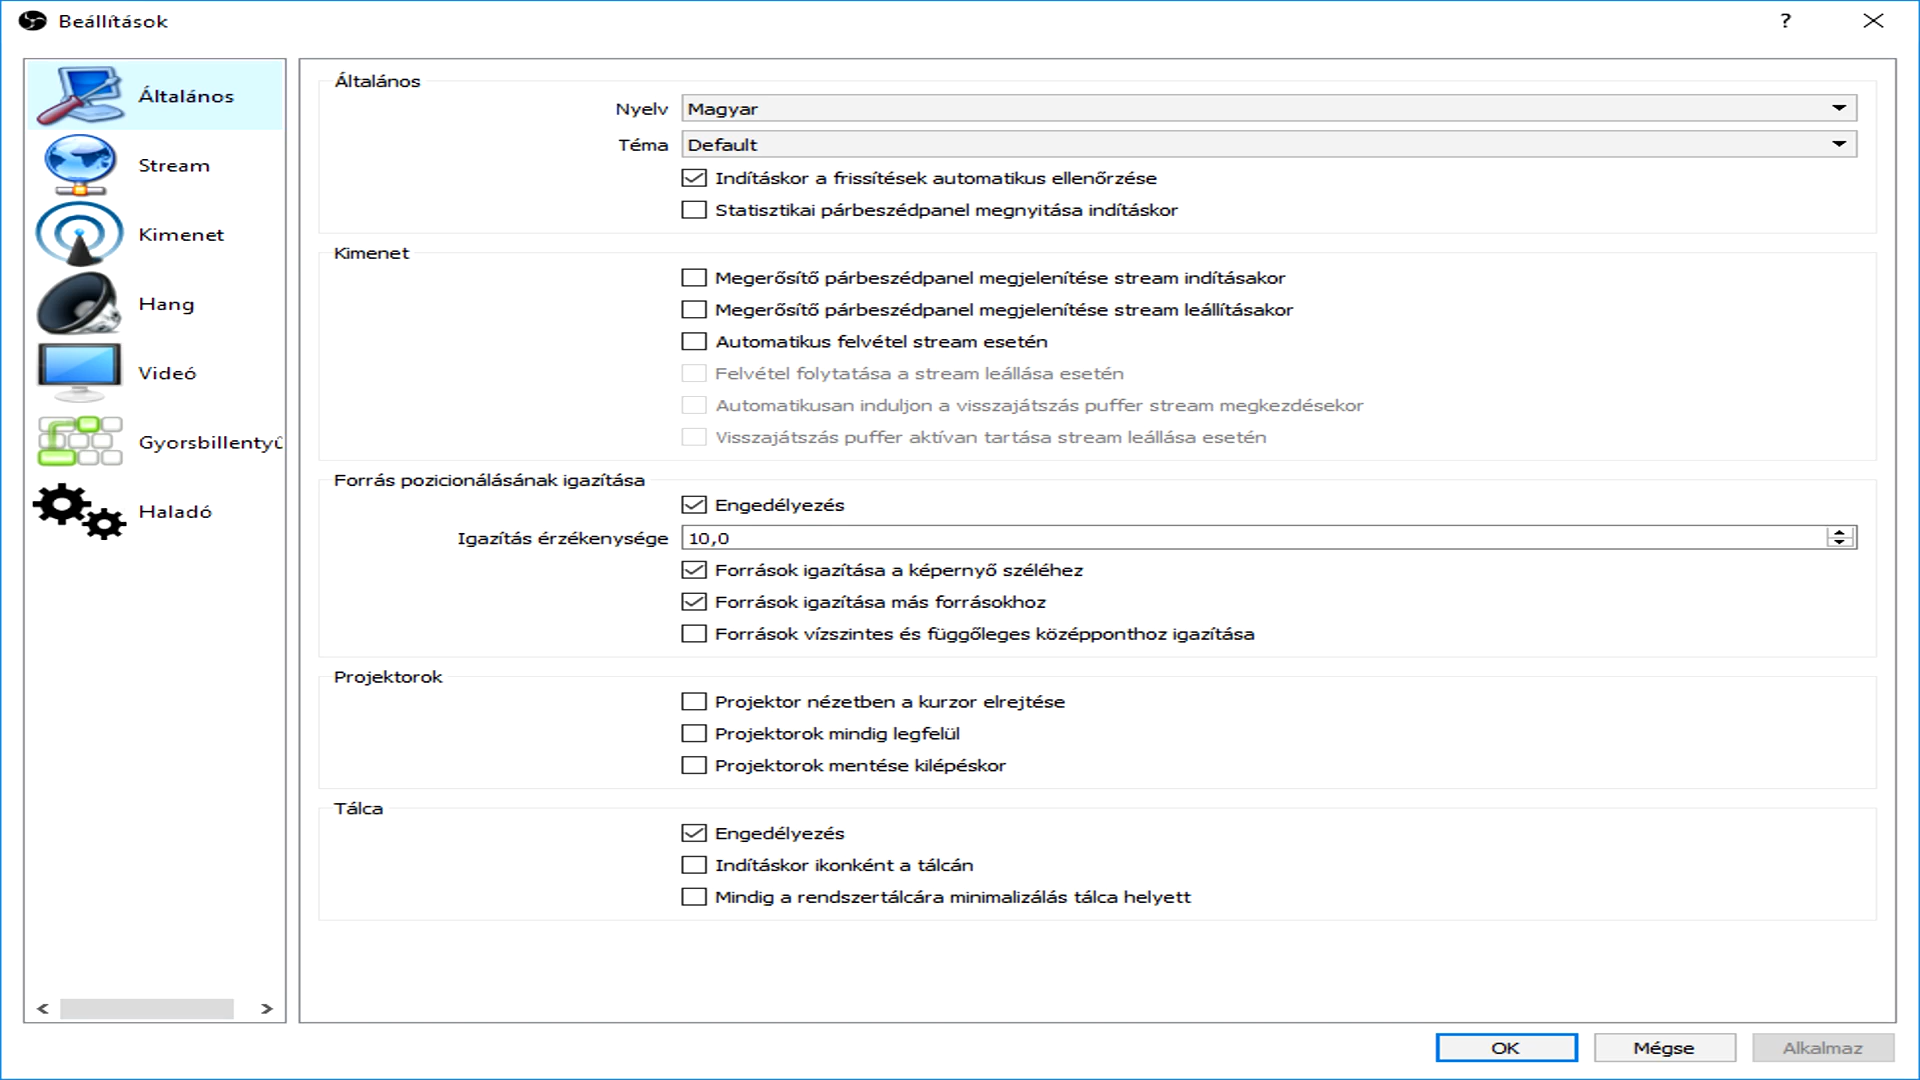 Beállítások
?
Általános
Stream
Kimenet
Hang
Videó
Gyorsbillentyű
Haladó
Általános
Nyelv Magyar
Téma Default
Indításkor a frissítések automatikus ellenőrzése
Statisztikai párbeszédpanel megnyitása indításkor
Kimenet
Megerősítő párbeszédpanel megjelenítése stream indításakor
Megerősítő párbeszédpanel megjelenítése stream leállításakor
Automatikus felvétel stream esetén
Felvétel folytatása a stream leállása esetén
Automatikusan induljon a visszajátszás puffer stream megkezdésekor
Visszajátszás puffer aktívan tartása stream leállása esetén
Forrás pozicionálásának igazítása
Engedélyezés
Igazítás érzékenysége 10,0
Források igazítása a képernyő széléhez
Források igazítása más forrásokhoz
Források vízszintes és függőleges középponthoz igazítása
Projektorok
Projektor nézetben a kurzor elrejtése
Projektorok mindig legfelül
Projektorok mentése kilépéskor
Tálca
Engedélyezés
Indításkor ikonként a tálcán
Mindig a rendszertálcára minimalizálás tálca helyett
OK Mégse Alkalmaz